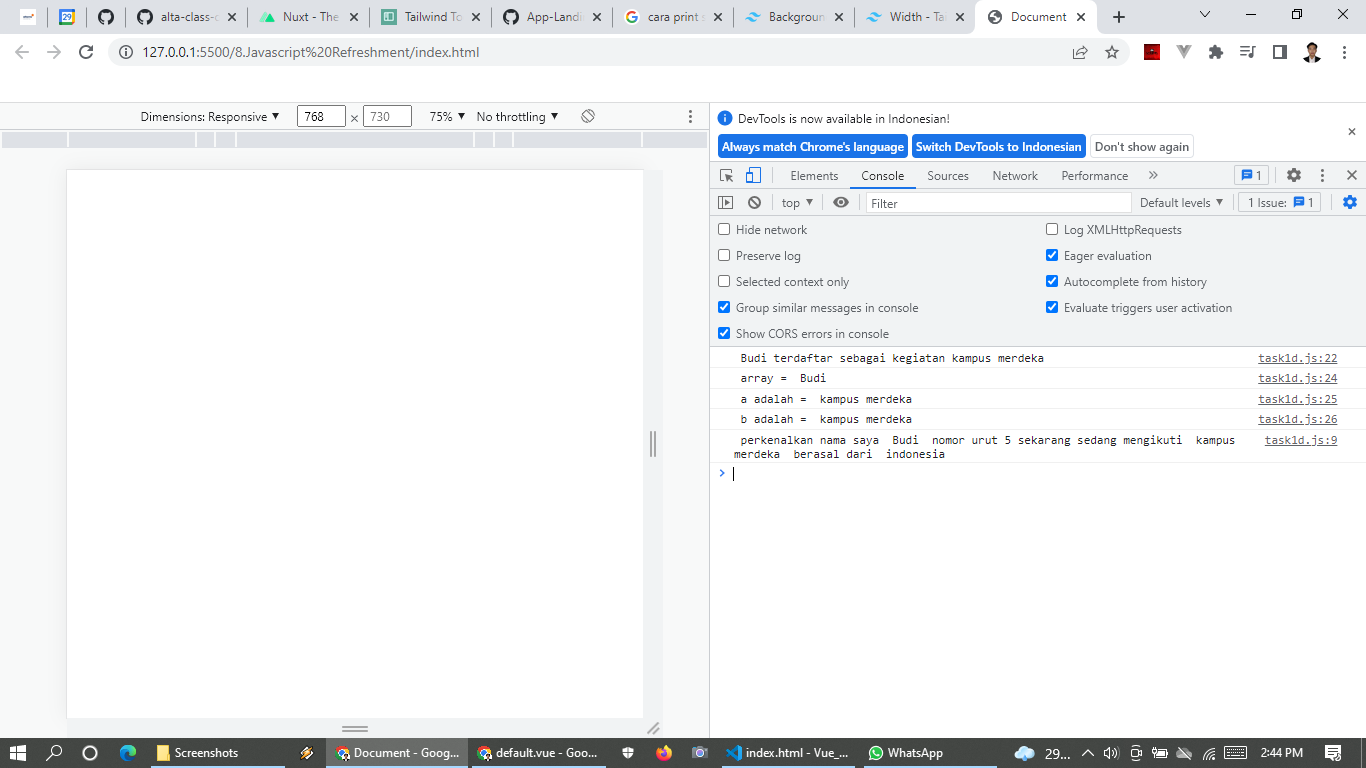 alta-class-c
Nuxt - The
Tailwind To
App-Landi
cara print s
Background
Width - Tai
Document
127.0.0.1:5500/8.Javascript%20Refreshment/index.html
Dimensions: Responsive 768 × 730 75% No throttling
DevTools is now available in Indonesian!
Always match Chrome's language Switch DevTools to Indonesian Don't show again
Elements Console Sources Network Performance » 1
top Filter Default levels 1 Issue: 1
Hide network Log XMLHttpRequests
Preserve log Eager evaluation
Selected context only Autocomplete from history
Group similar messages in console Evaluate triggers user activation
Show CORS errors in console
Budi terdaftar sebagai kegiatan kampus merdeka task1d.js:22
array = Budi task1d.js:24
a adalah = kampus merdeka task1d.js:25
b adalah = kampus merdeka task1d.js:26
perkenalkan nama saya Budi nomor urut 5 sekarang sedang mengikuti kampus task1d.js:9
merdeka berasal dari indonesia
>
Screenshots Document - Goog... default.vue - Goo... index.html - Vue_... WhatsApp 29... 2:44 PM